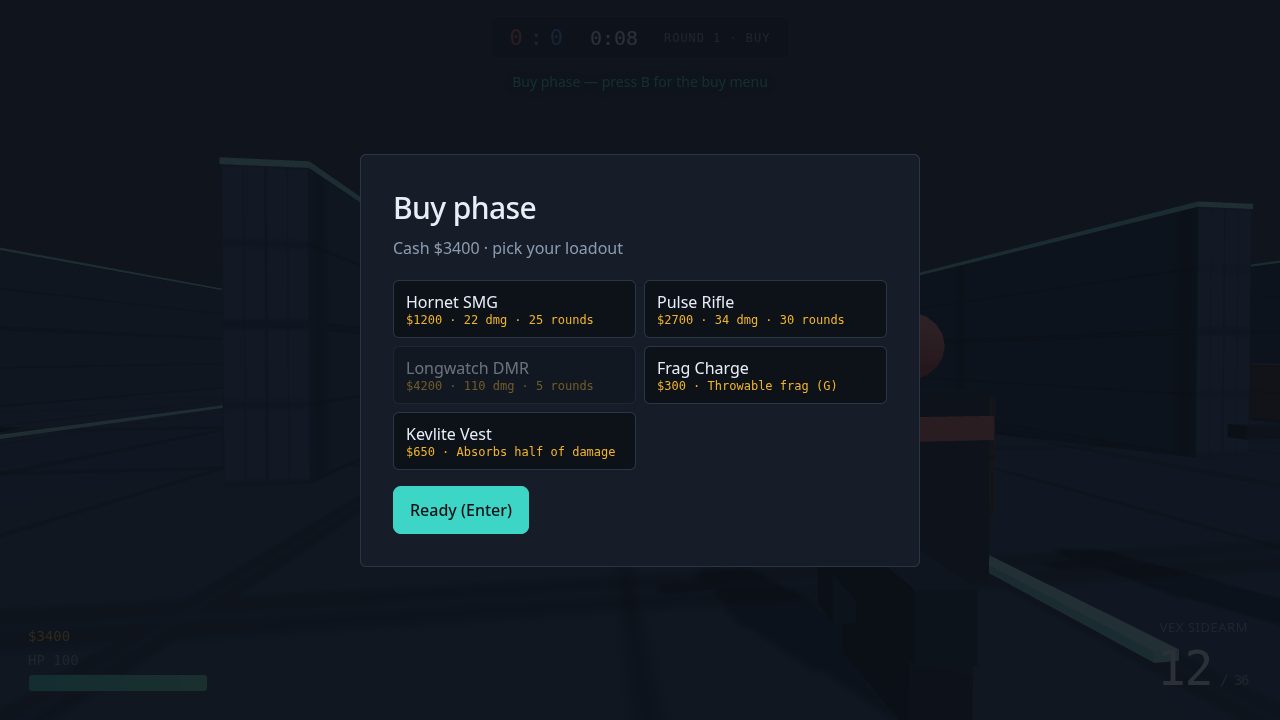 0 : 0 0:08 ROUND 1 · BUY
Buy phase — press B for the buy menu
Buy phase
Cash $3400 · pick your loadout
Hornet SMG
$1200 · 22 dmg · 25 rounds
Pulse Rifle
$2700 · 34 dmg · 30 rounds
Longwatch DMR
$4200 · 110 dmg · 5 rounds
Frag Charge
$300 · Throwable frag (G)
Kevlite Vest
$650 · Absorbs half of damage
Ready (Enter)
$3400
HP 100
VEX SIDEARM
12 / 36